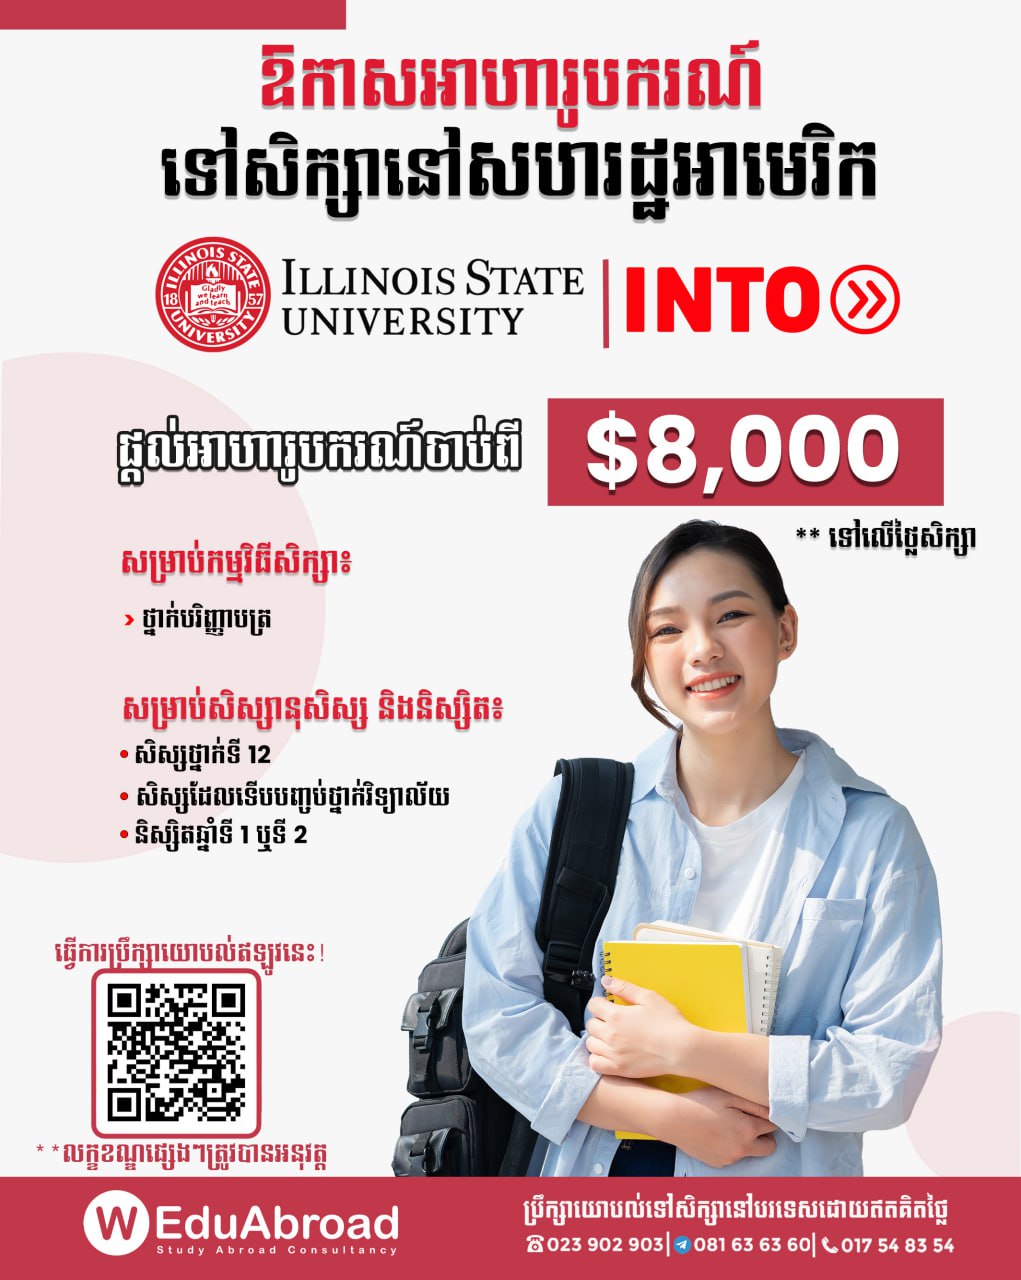 ឱកាសអាហារូបករណ៍
ទៅសិក្សានៅសហរដ្ឋអាមេរិក
ILLINOIS STATE UNIVERSITY
18 57
Gladly
we learn
and teach
ILLINOIS STATE
UNIVERSITY
INTO
ផ្តល់អាហារូបករណ៍ចាប់ពី
$8,000
** ទៅលើថ្លៃសិក្សា
សម្រាប់កម្មវិធីសិក្សា៖
› ថ្នាក់បរិញ្ញាបត្រ
សម្រាប់សិស្សានុសិស្ស និងនិស្សិត៖
• សិស្សថ្នាក់ទី 12
• សិស្សដែលទើបបញ្ចប់ថ្នាក់វិទ្យាល័យ
• និស្សិតឆ្នាំទី 1 ឬទី 2
ធ្វើការប្រឹក្សាយោបល់ឥឡូវនេះ!
* *លក្ខខណ្ឌផ្សេងៗត្រូវបានអនុវត្ត
W EduAbroad
Study Abroad Consultancy
ប្រឹក្សាយោបល់ទៅសិក្សានៅបរទេសដោយឥតគិតថ្លៃ
023 902 903| 081 63 63 60| 017 54 83 54